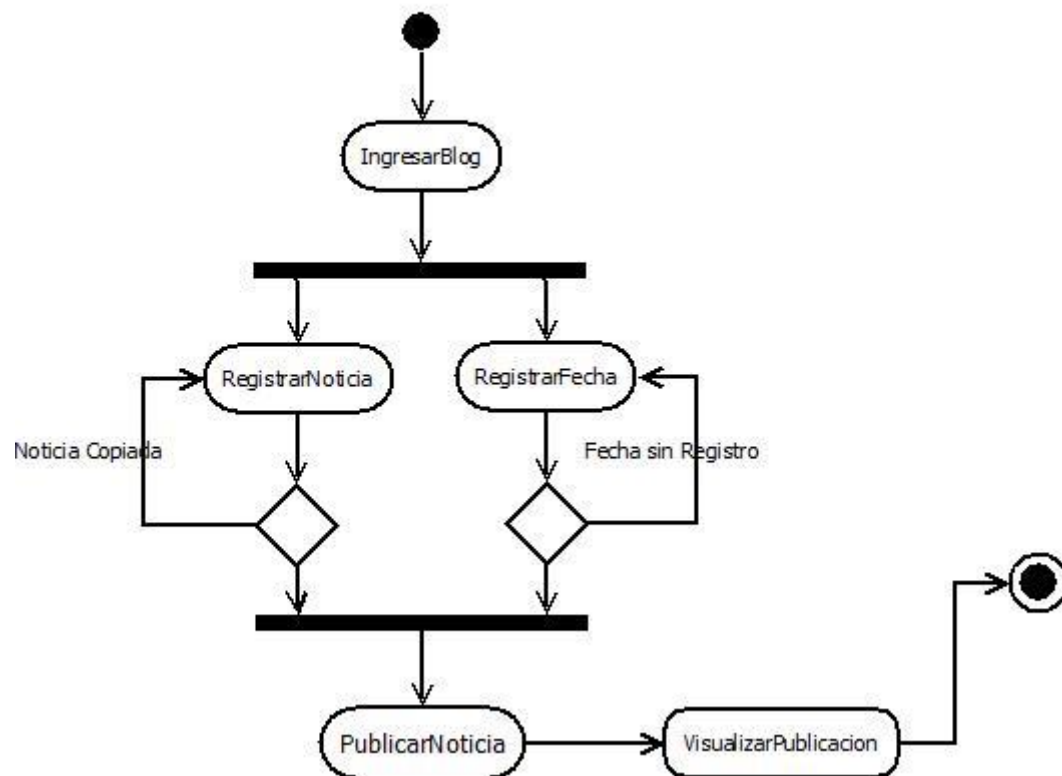 IngresarBlog
RegistrarNoticia
RegistrarFecha
Noticia Copiada
Fecha sin Registro
PublicarNoticia
VisualizarPublicacion